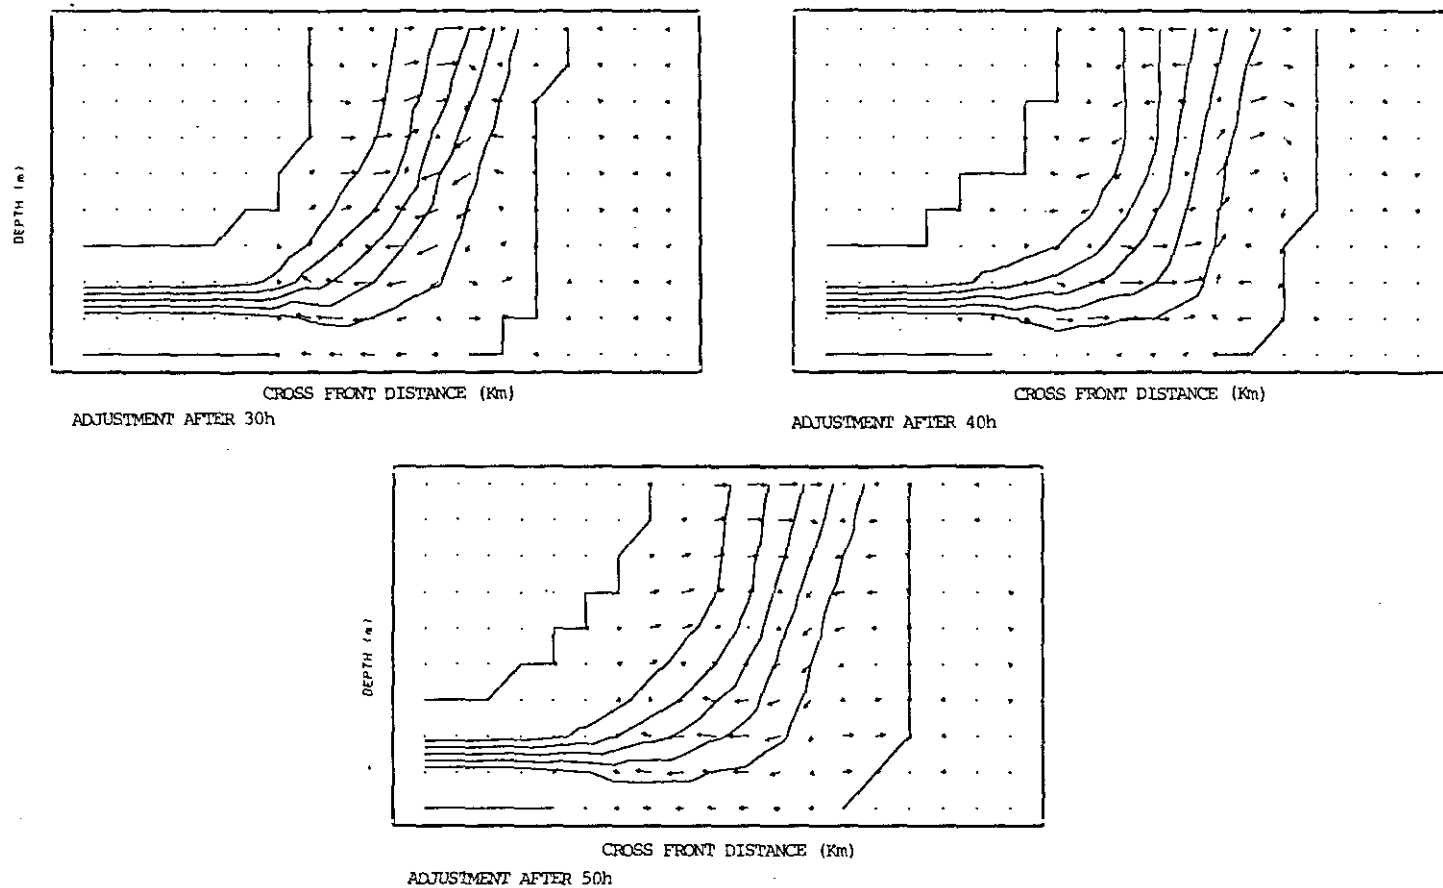 DEPTH (m)
CROSS FRONT DISTANCE (Km)
ADJUSTMENT AFTER 30h
CROSS FRONT DISTANCE (Km)
ADJUSTMENT AFTER 40h
DEPTH (m)
CROSS FRONT DISTANCE (Km)
ADJUSTMENT AFTER 50h